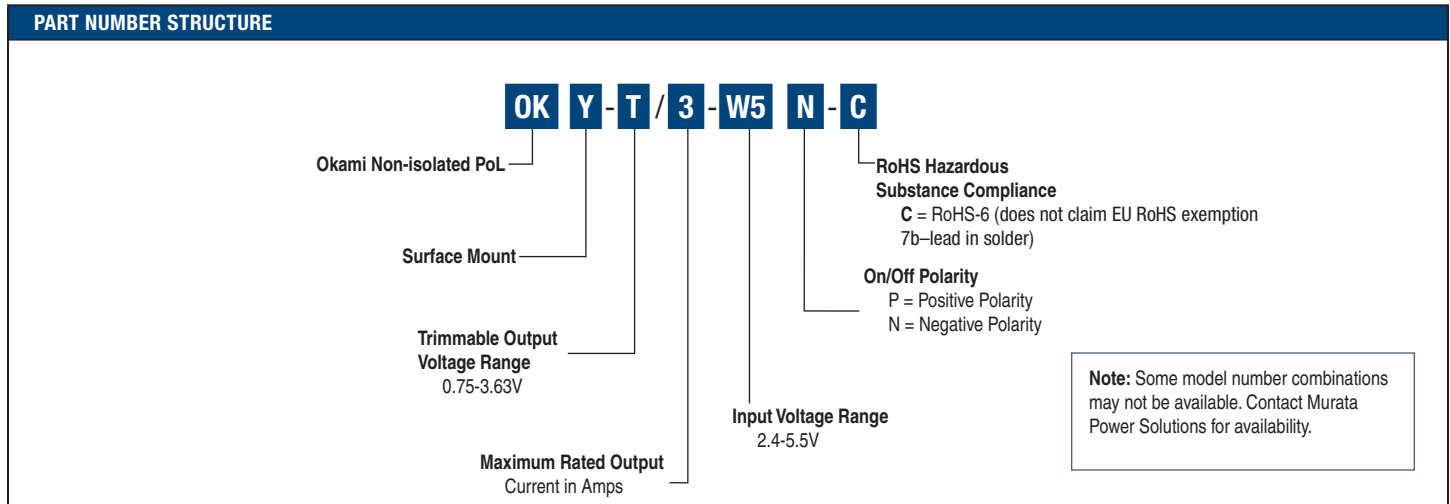 PART NUMBER STRUCTURE
OK Y - T / 3 - W5 N - C
Okami Non-isolated PoL
RoHS Hazardous
Substance Compliance
C = RoHS-6 (does not claim EU RoHS exemption
7b–lead in solder)
Surface Mount
On/Off Polarity
P = Positive Polarity
N = Negative Polarity
Trimmable Output
Voltage Range
0.75-3.63V
Note: Some model number combinations
may not be available. Contact Murata
Power Solutions for availability.
Input Voltage Range
2.4-5.5V
Maximum Rated Output
Current in Amps